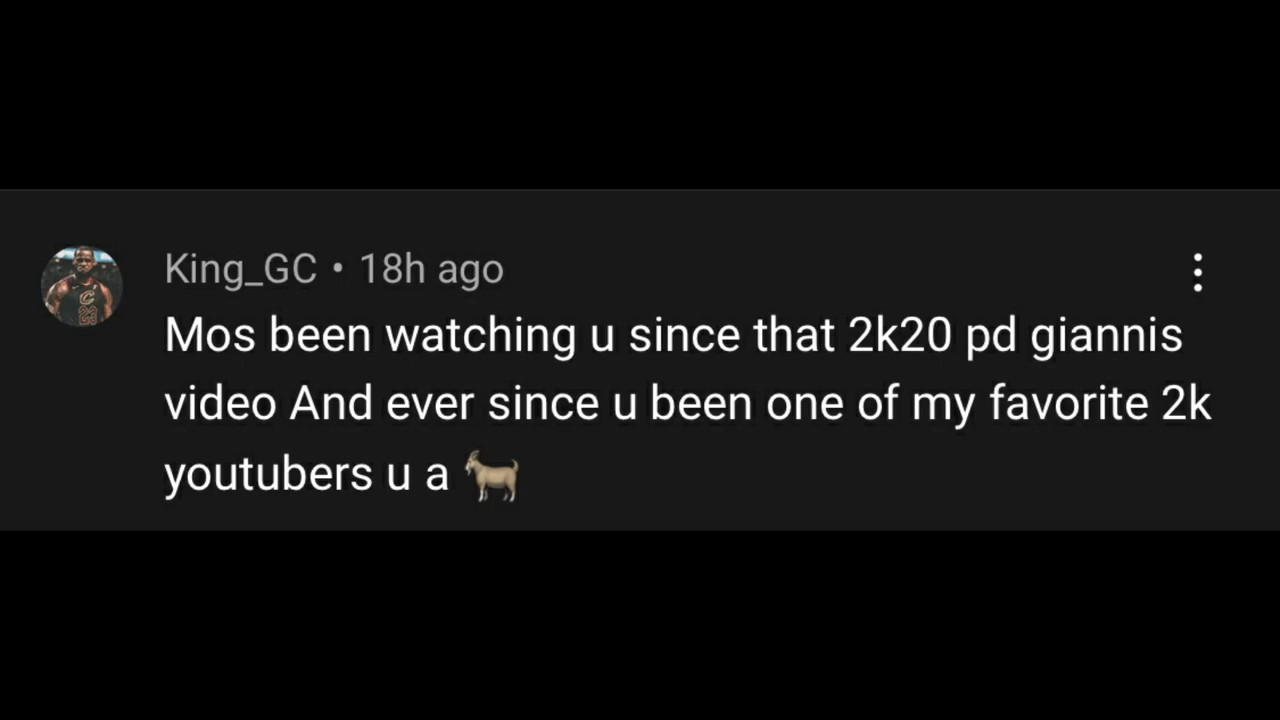 King_GC • 18h ago
Mos been watching u since that 2k20 pd giannis
video And ever since u been one of my favorite 2k
youtubers u a 🐐
C
23